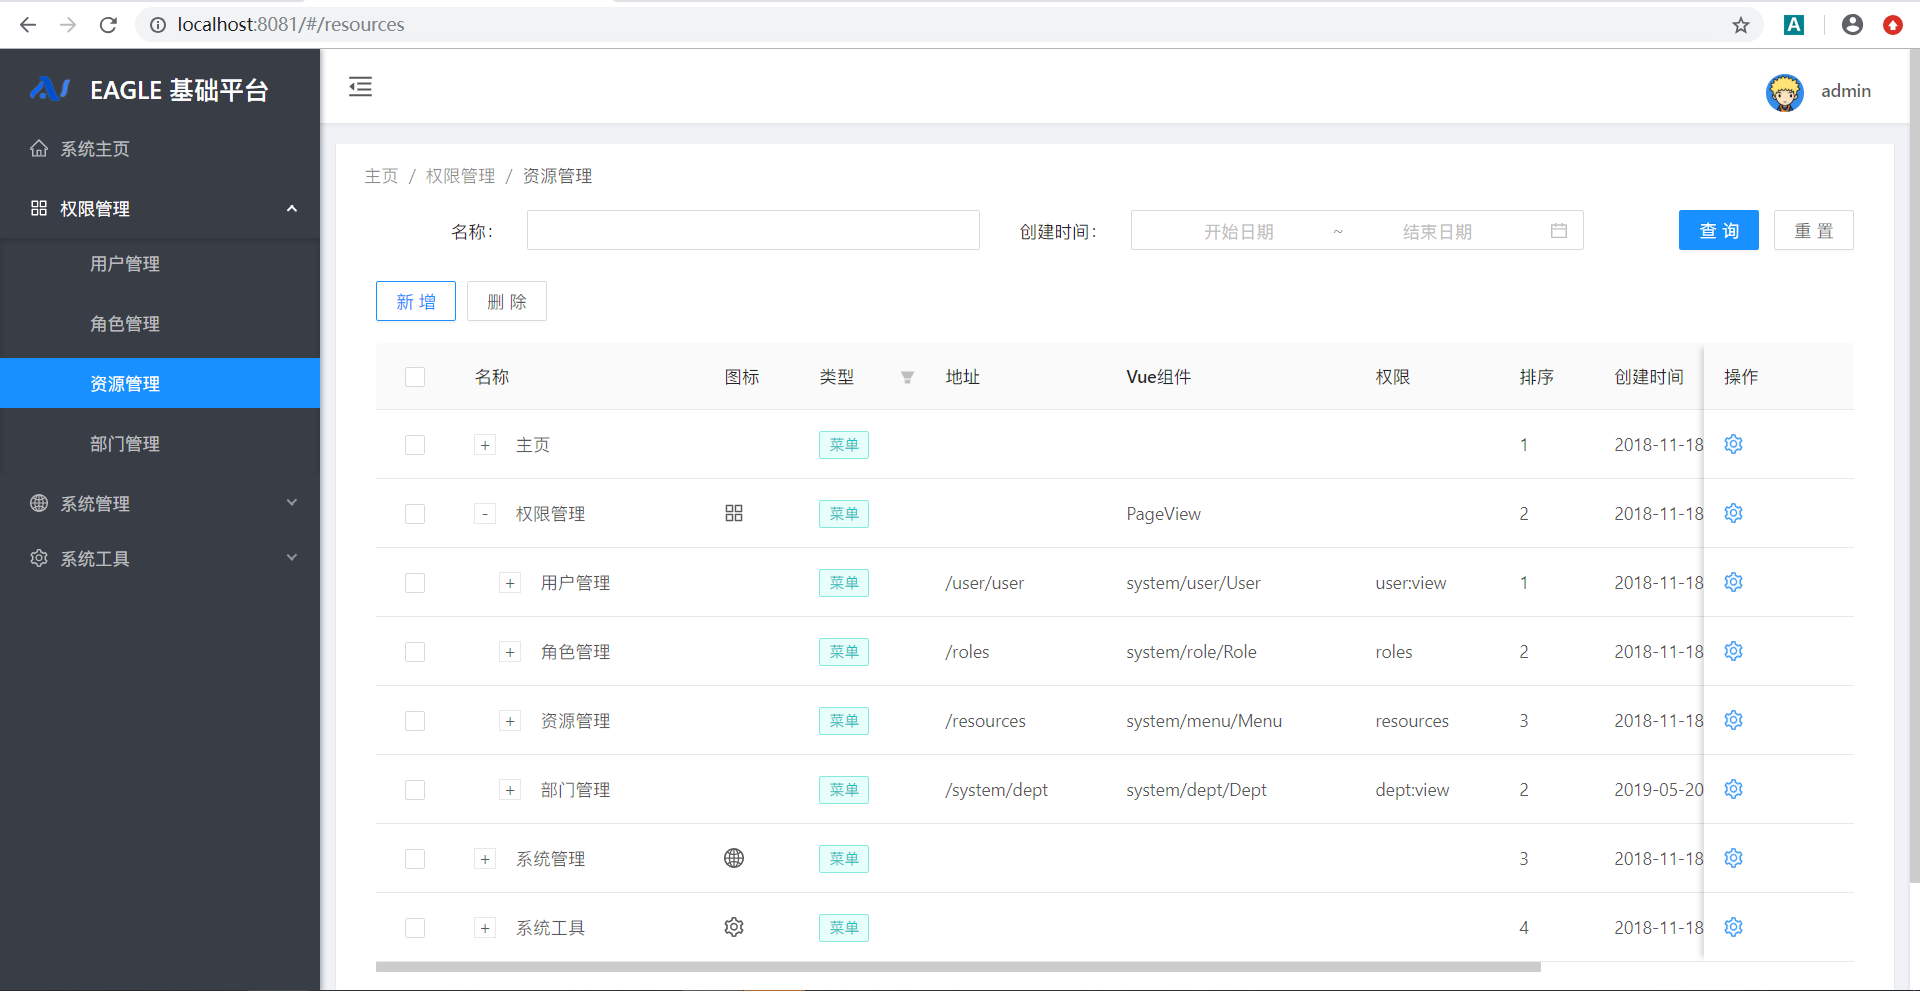 localhost:8081/#/resources
A
EAGLE 基础平台
admin
系统主页
权限管理
用户管理
角色管理
资源管理
部门管理
系统管理
系统工具
主页 / 权限管理 / 资源管理
名称： 创建时间： 开始日期 ~ 结束日期 查 询 重 置
新 增 删 除
名称 图标 类型 地址 Vue组件 权限 排序 创建时间 操作
+ 主页 菜单 1 2018-11-18
- 权限管理 菜单 PageView 2 2018-11-18
+ 用户管理 菜单 /user/user system/user/User user:view 1 2018-11-18
+ 角色管理 菜单 /roles system/role/Role roles 2 2018-11-18
+ 资源管理 菜单 /resources system/menu/Menu resources 3 2018-11-18
+ 部门管理 菜单 /system/dept system/dept/Dept dept:view 2 2019-05-20
+ 系统管理 菜单 3 2018-11-18
+ 系统工具 菜单 4 2018-11-18